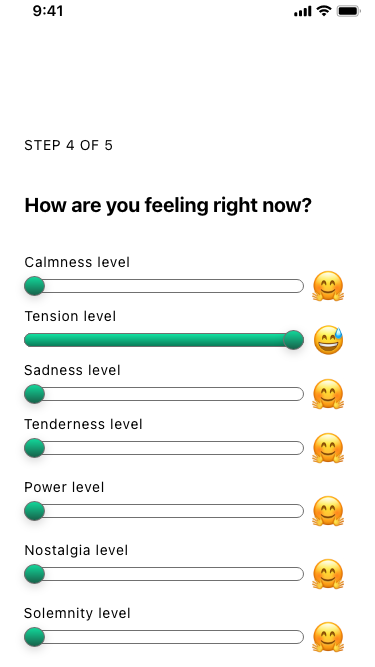 9:41
STEP 4 OF 5
How are you feeling right now?
Calmness level
Tension level
Sadness level
Tenderness level
Power level
Nostalgia level
Solemnity level